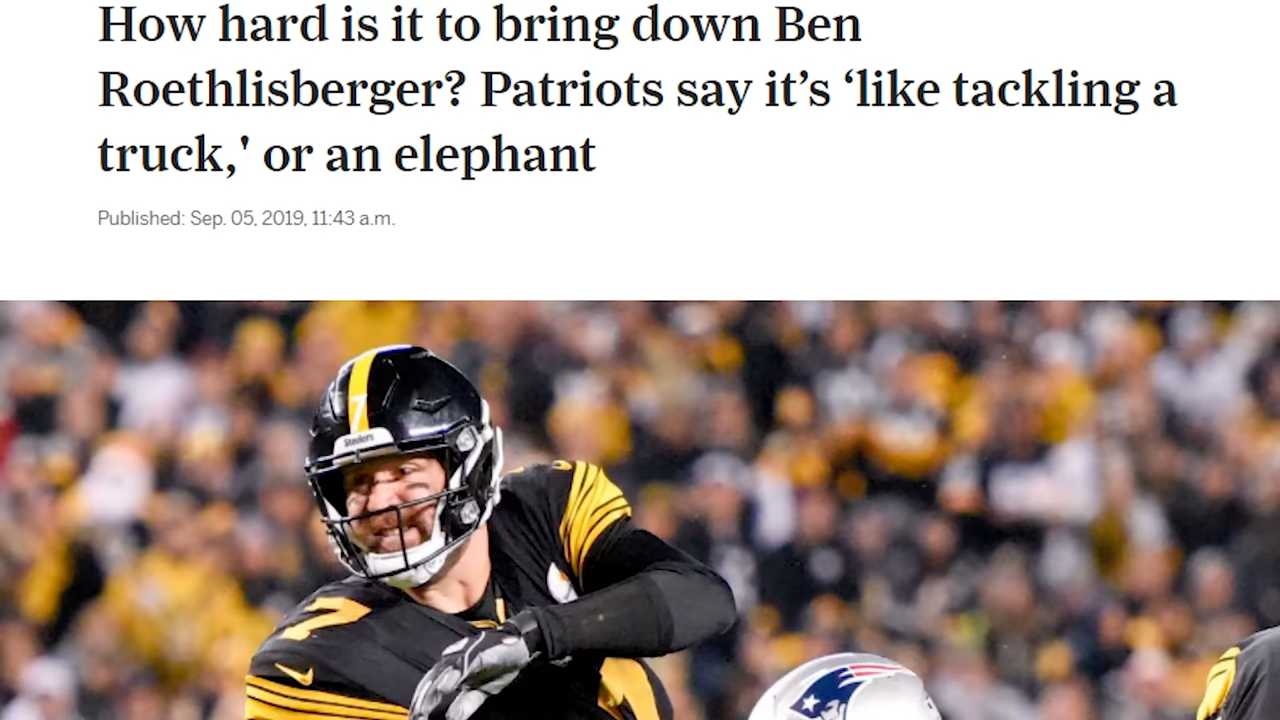 How hard is it to bring down Ben
Roethlisberger? Patriots say it’s ‘like tackling a
truck,' or an elephant
Published: Sep. 05, 2019, 11:43 a.m.
7
Steelers
7